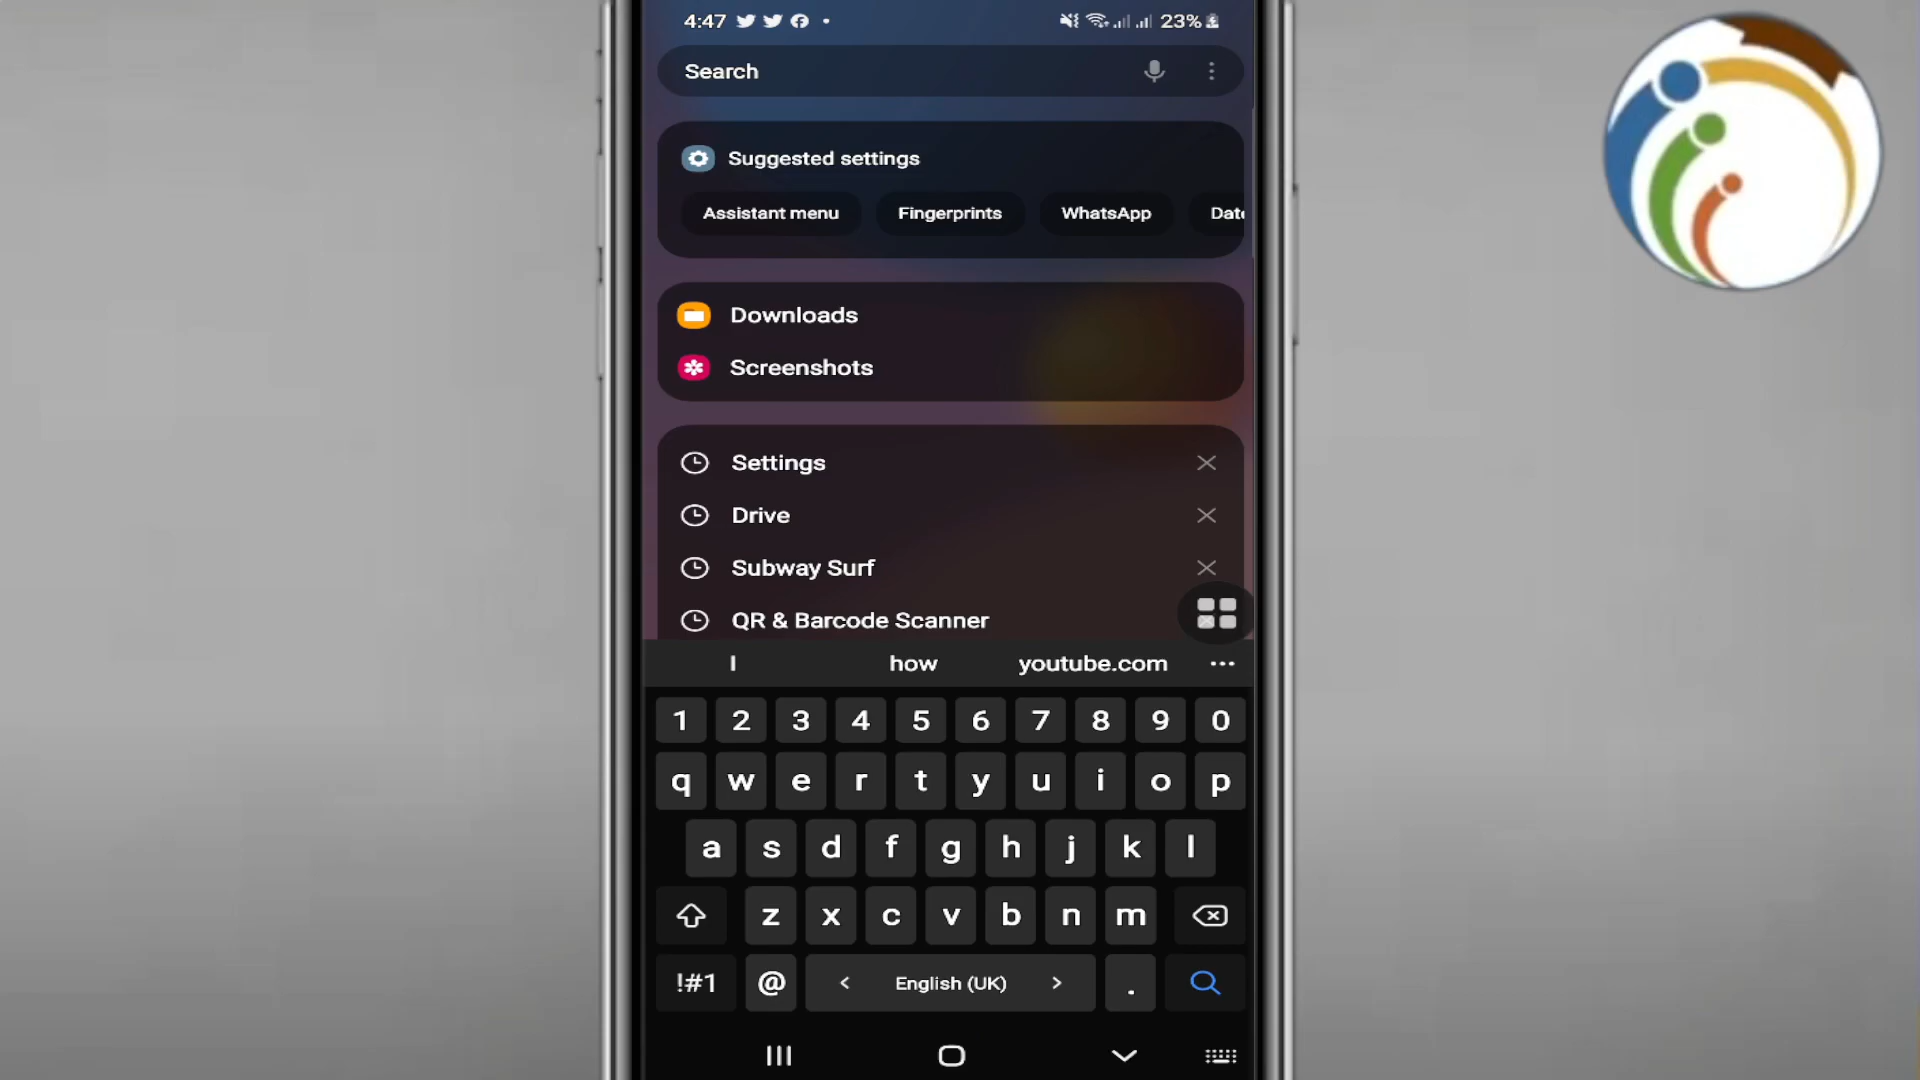 4:47 23%
Search
Suggested settings
Assistant menu Fingerprints WhatsApp Date
Downloads
Screenshots
Settings
Drive
Subway Surf
QR & Barcode Scanner
I how youtube.com
1 2 3 4 5 6 7 8 9 0
q w e r t y u i o p
a s d f g h j k l
z x c v b n m
!#1 @ < English (UK) > .